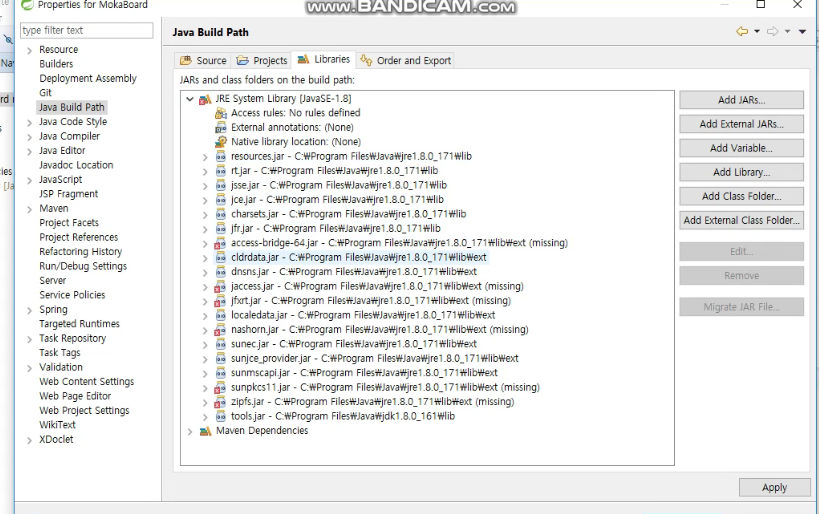 Properties for MokaBoard
www.BANDICAM.com
type filter text
Resource
Builders
Deployment Assembly
Git
Java Build Path
Java Code Style
Java Compiler
Java Editor
Javadoc Location
JavaScript
JSP Fragment
Maven
Project Facets
Project References
Refactoring History
Run/Debug Settings
Server
Service Policies
Spring
Targeted Runtimes
Task Repository
Task Tags
Validation
Web Content Settings
Web Page Editor
Web Project Settings
WikiText
XDoclet
Java Build Path
Source Projects Libraries Order and Export
JARs and class folders on the build path:
JRE System Library [JavaSE-1.8]
Access rules: No rules defined
External annotations: (None)
Native library location: (None)
resources.jar - C:₩Program Files₩Java₩jre1.8.0_171₩lib
rt.jar - C:₩Program Files₩Java₩jre1.8.0_171₩lib
jsse.jar - C:₩Program Files₩Java₩jre1.8.0_171₩lib
jce.jar - C:₩Program Files₩Java₩jre1.8.0_171₩lib
charsets.jar - C:₩Program Files₩Java₩jre1.8.0_171₩lib
jfr.jar - C:₩Program Files₩Java₩jre1.8.0_171₩lib
access-bridge-64.jar - C:₩Program Files₩Java₩jre1.8.0_171₩lib₩ext (missing)
cldrdata.jar - C:₩Program Files₩Java₩jre1.8.0_171₩lib₩ext
dnsns.jar - C:₩Program Files₩Java₩jre1.8.0_171₩lib₩ext
jaccess.jar - C:₩Program Files₩Java₩jre1.8.0_171₩lib₩ext (missing)
jfxrt.jar - C:₩Program Files₩Java₩jre1.8.0_171₩lib₩ext (missing)
localedata.jar - C:₩Program Files₩Java₩jre1.8.0_171₩lib₩ext
nashorn.jar - C:₩Program Files₩Java₩jre1.8.0_171₩lib₩ext (missing)
sunec.jar - C:₩Program Files₩Java₩jre1.8.0_171₩lib₩ext
sunjce_provider.jar - C:₩Program Files₩Java₩jre1.8.0_171₩lib₩ext
sunmscapi.jar - C:₩Program Files₩Java₩jre1.8.0_171₩lib₩ext
sunpkcs11.jar - C:₩Program Files₩Java₩jre1.8.0_171₩lib₩ext (missing)
zipfs.jar - C:₩Program Files₩Java₩jre1.8.0_171₩lib₩ext (missing)
tools.jar - C:₩Program Files₩Java₩jdk1.8.0_161₩lib
Maven Dependencies
Add JARs...
Add External JARs...
Add Variable...
Add Library...
Add Class Folder...
Add External Class Folder...
Edit...
Remove
Migrate JAR File...
Apply